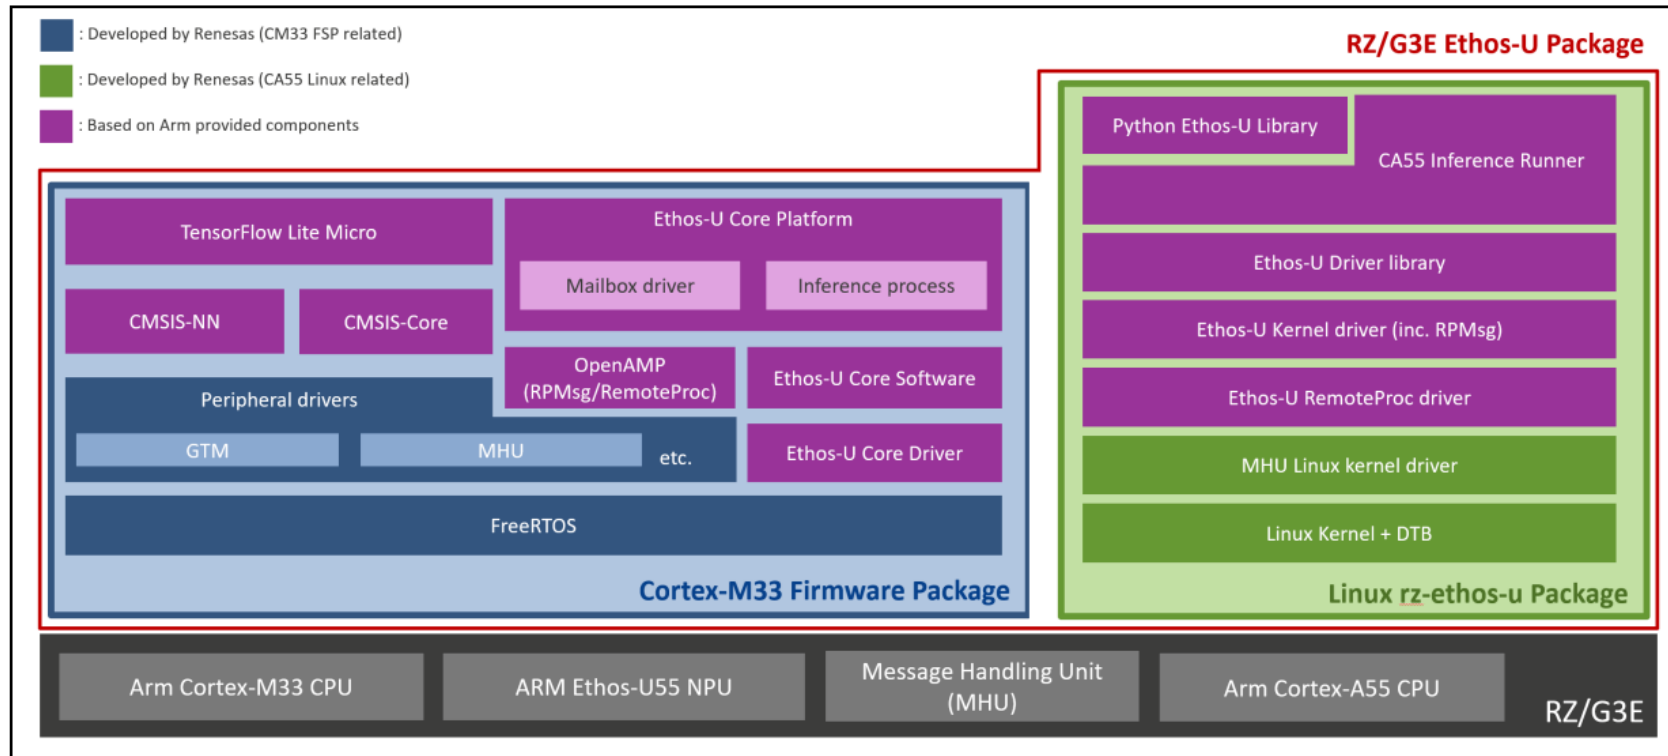 : Developed by Renesas (CM33 FSP related)
: Developed by Renesas (CA55 Linux related)
: Based on Arm provided components
RZ/G3E Ethos-U Package
TensorFlow Lite Micro
Ethos-U Core Platform
Mailbox driver
Inference process
CMSIS-NN
CMSIS-Core
OpenAMP
(RPMsg/RemoteProc)
Ethos-U Core Software
Peripheral drivers
GTM
MHU
etc.
Ethos-U Core Driver
FreeRTOS
Cortex-M33 Firmware Package
Python Ethos-U Library
CA55 Inference Runner
Ethos-U Driver library
Ethos-U Kernel driver (inc. RPMsg)
Ethos-U RemoteProc driver
MHU Linux kernel driver
Linux Kernel + DTB
Linux rz-ethos-u Package
Arm Cortex-M33 CPU
ARM Ethos-U55 NPU
Message Handling Unit
(MHU)
Arm Cortex-A55 CPU
RZ/G3E